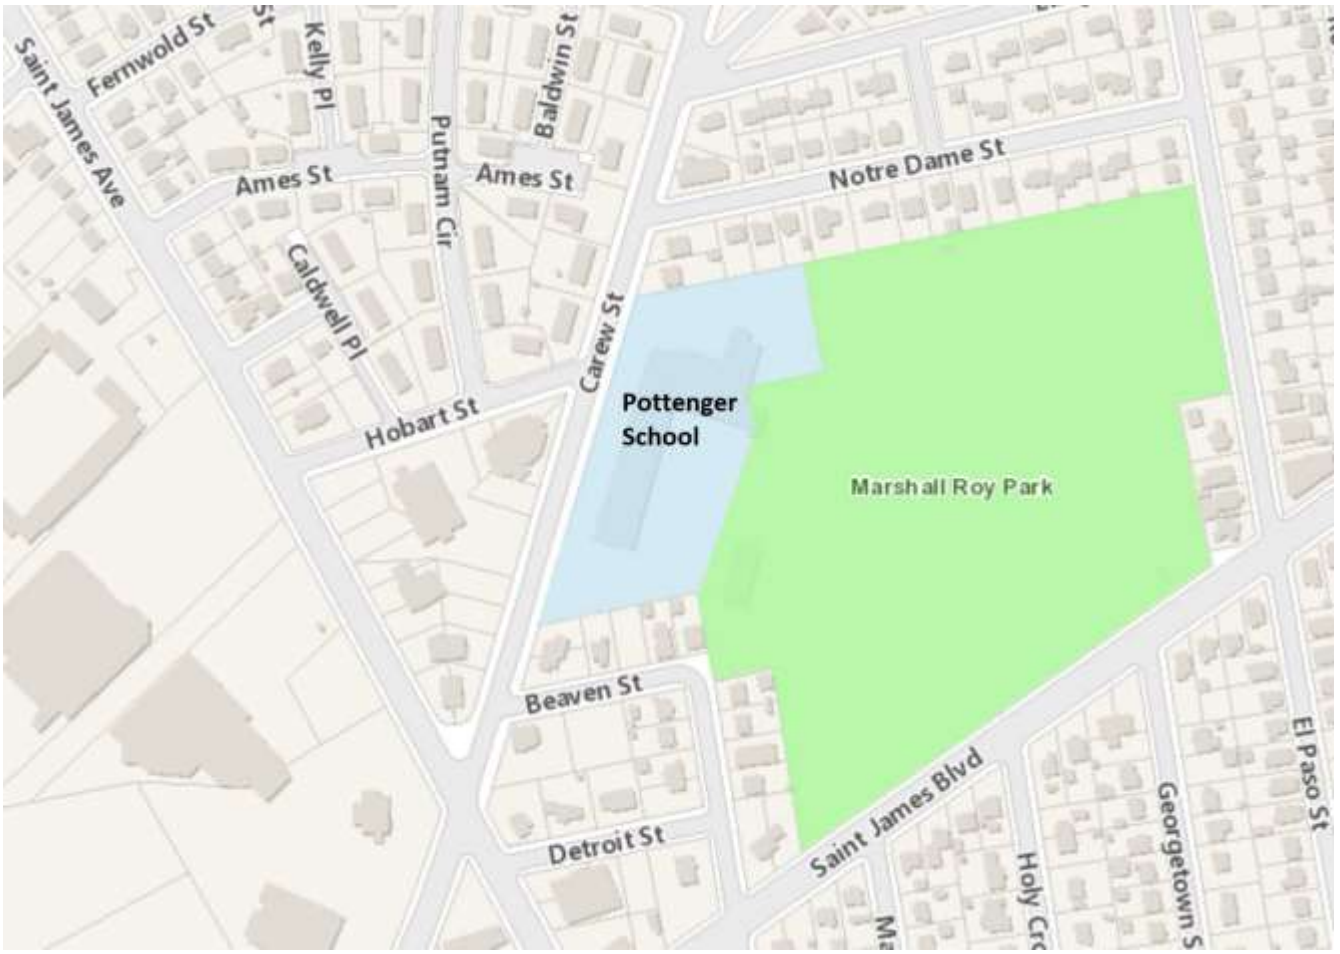 Saint James Ave
Fernwold St
St
Kelly Pl
Putnam Cir
Baldwin St
Ames St
Ames St
Notre Dame St
Caldwell Pl
Carew St
Hobart St
Pottenger
School
Marshall Roy Park
Beaven St
Detroit St
Saint James Blvd
Ma
Holy Cro
Georgetown S
El Paso St